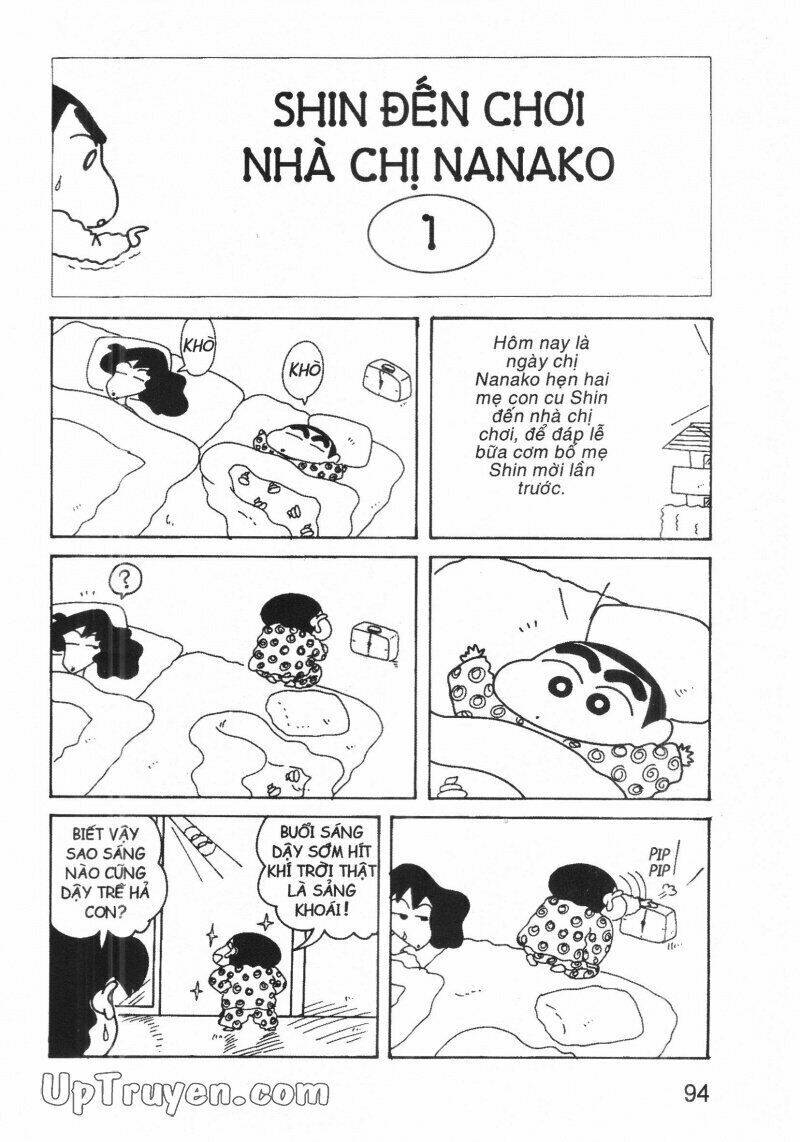 SHIN ĐẾN CHƠI
NHÀ CHỊ NANAKO
1
Hôm nay là
ngày chị
Nanako hẹn hai
mẹ con cu Shin
đến nhà chị
chơi, để đáp lễ
bữa cơm bố mẹ
Shin mời lần
trước.
KHÒ
KHÒ
?
PIP
PIP
BUỔI SÁNG
DẬY SỚM HÍT
KHÍ TRỜI THẬT
LÀ SẢNG
KHOÁI!
BIẾT VẬY
SAO SÁNG
NÀO CŨNG
DẬY TRỄ HẢ
CON?
UpTruyen.com
94